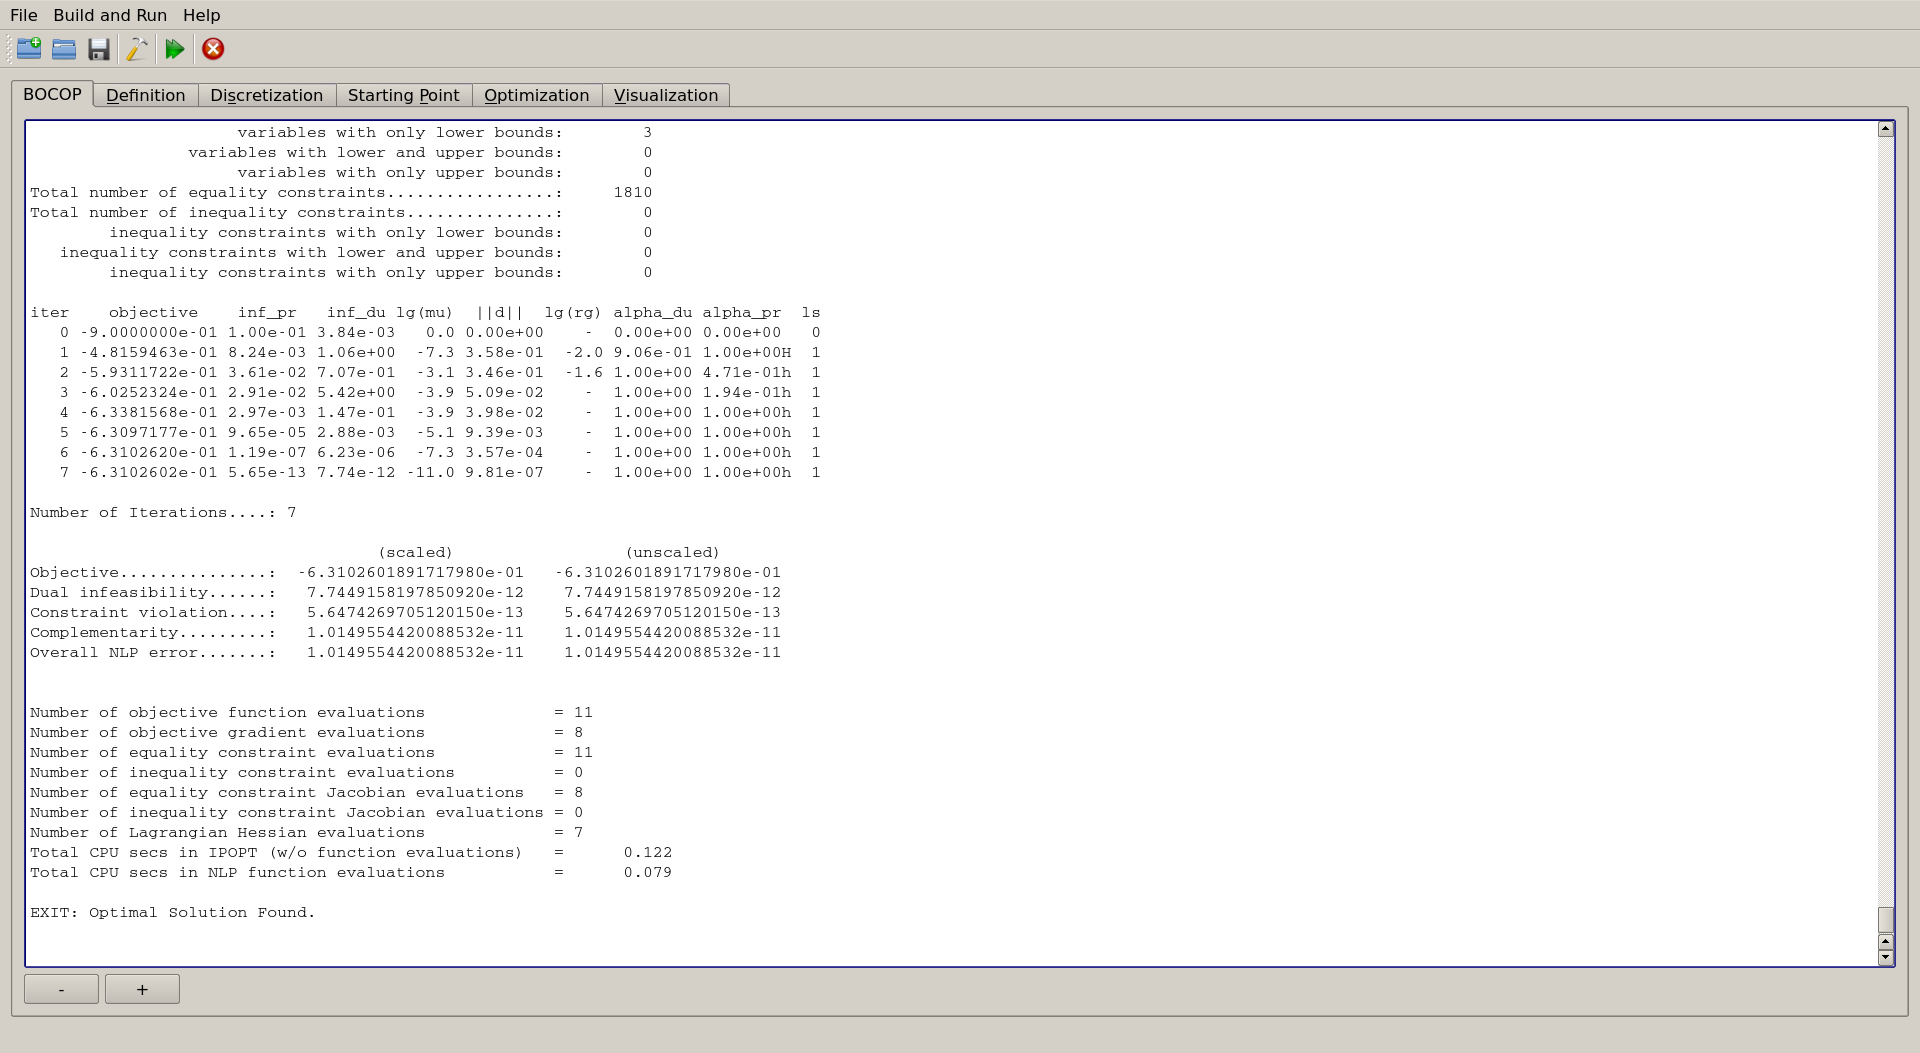 File Build and Run Help
BOCOP Definition Discretization Starting Point Optimization Visualization
                     variables with only lower bounds:        3
                variables with lower and upper bounds:        0
                     variables with only upper bounds:        0
Total number of equality constraints.................:     1810
Total number of inequality constraints...............:        0
        inequality constraints with only lower bounds:        0
   inequality constraints with lower and upper bounds:        0
        inequality constraints with only upper bounds:        0
iter    objective    inf_pr   inf_du lg(mu)  ||d||  lg(rg) alpha_du alpha_pr  ls
   0 -9.0000000e-01 1.00e-01 3.84e-03   0.0 0.00e+00    -  0.00e+00 0.00e+00   0
   1 -4.8159463e-01 8.24e-03 1.06e+00  -7.3 3.58e-01  -2.0 9.06e-01 1.00e+00H  1
   2 -5.9311722e-01 3.61e-02 7.07e-01  -3.1 3.46e-01  -1.6 1.00e+00 4.71e-01h  1
   3 -6.0252324e-01 2.91e-02 5.42e+00  -3.9 5.09e-02    -  1.00e+00 1.94e-01h  1
   4 -6.3381568e-01 2.97e-03 1.47e-01  -3.9 3.98e-02    -  1.00e+00 1.00e+00h  1
   5 -6.3097177e-01 9.65e-05 2.88e-03  -5.1 9.39e-03    -  1.00e+00 1.00e+00h  1
   6 -6.3102620e-01 1.19e-07 6.23e-06  -7.3 3.57e-04    -  1.00e+00 1.00e+00h  1
   7 -6.3102602e-01 5.65e-13 7.74e-12 -11.0 9.81e-07    -  1.00e+00 1.00e+00h  1
Number of Iterations....: 7
                                   (scaled)                 (unscaled)
Objective...............:  -6.3102601891717980e-01   -6.3102601891717980e-01
Dual infeasibility......:   7.7449158197850920e-12    7.7449158197850920e-12
Constraint violation....:   5.6474269705120150e-13    5.6474269705120150e-13
Complementarity.........:   1.0149554420088532e-11    1.0149554420088532e-11
Overall NLP error.......:   1.0149554420088532e-11    1.0149554420088532e-11
Number of objective function evaluations             = 11
Number of objective gradient evaluations             = 8
Number of equality constraint evaluations            = 11
Number of inequality constraint evaluations          = 0
Number of equality constraint Jacobian evaluations   = 8
Number of inequality constraint Jacobian evaluations = 0
Number of Lagrangian Hessian evaluations             = 7
Total CPU secs in IPOPT (w/o function evaluations)   =      0.122
Total CPU secs in NLP function evaluations           =      0.079
EXIT: Optimal Solution Found.
- +